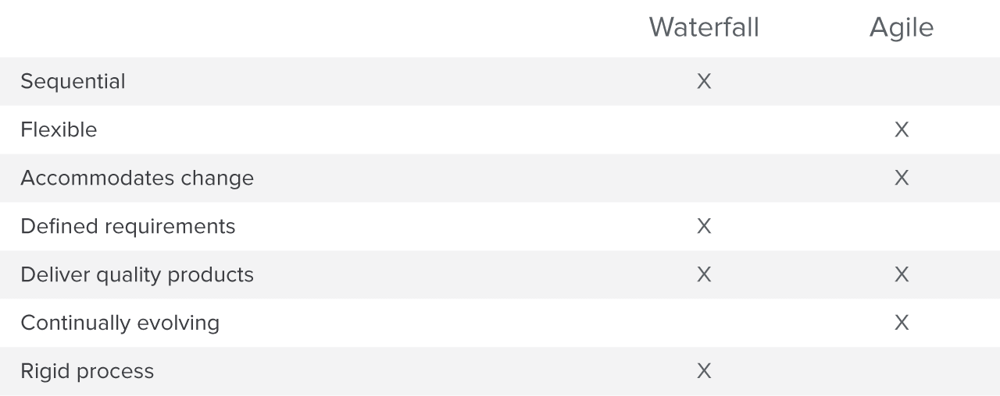 Waterfall Agile
Sequential X
Flexible X
Accommodates change X
Defined requirements X
Deliver quality products X X
Continually evolving X
Rigid process X